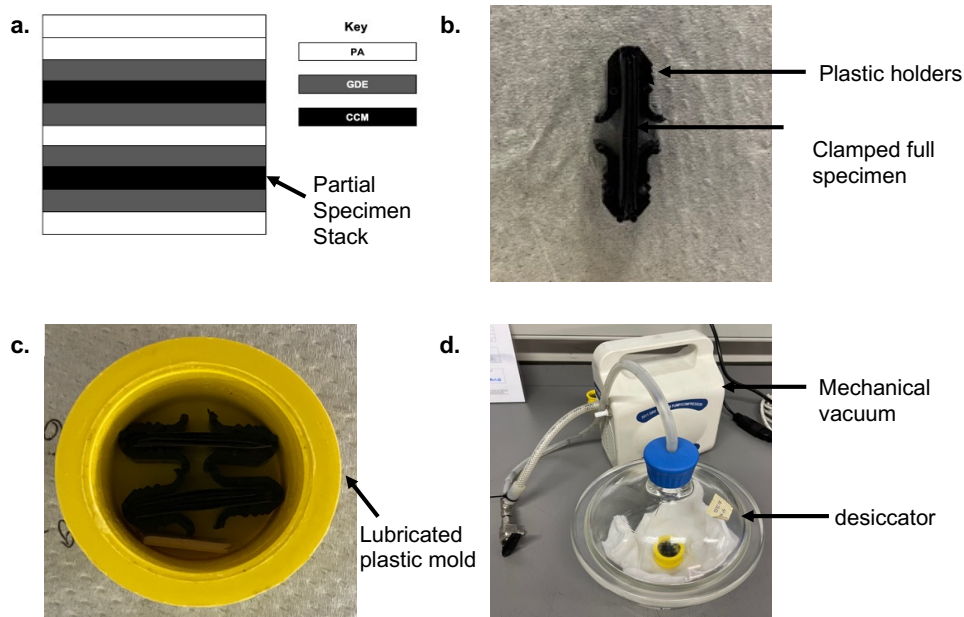 a.
Key
PA
GDE
CCM
Partial
Specimen
Stack
b.
Plastic holders
Clamped full
specimen
c.
Lubricated
plastic mold
d.
Mechanical
vacuum
desiccator